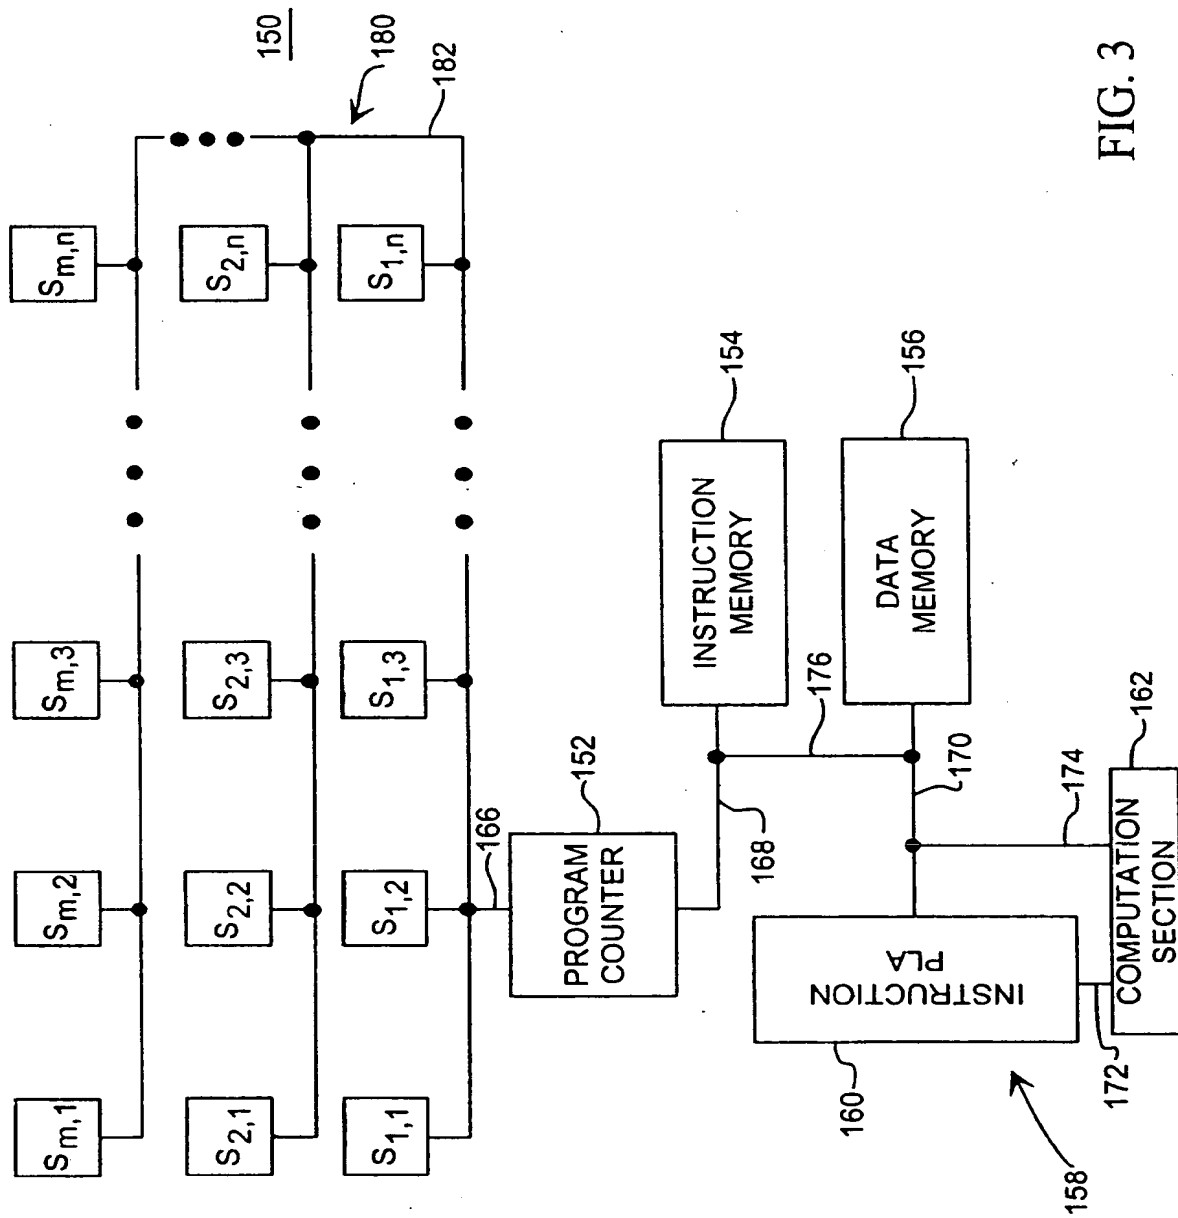 150
180
182
Sm,1
Sm,2
Sm,3
Sm,n
S2,1
S2,2
S2,3
S2,n
S1,1
S1,2
S1,3
S1,n
166
PROGRAM
COUNTER
152
168
INSTRUCTION
MEMORY
154
176
DATA
MEMORY
156
170
174
INSTRUCTION
PLA
160
172
COMPUTATION
SECTION
162
158
FIG. 3